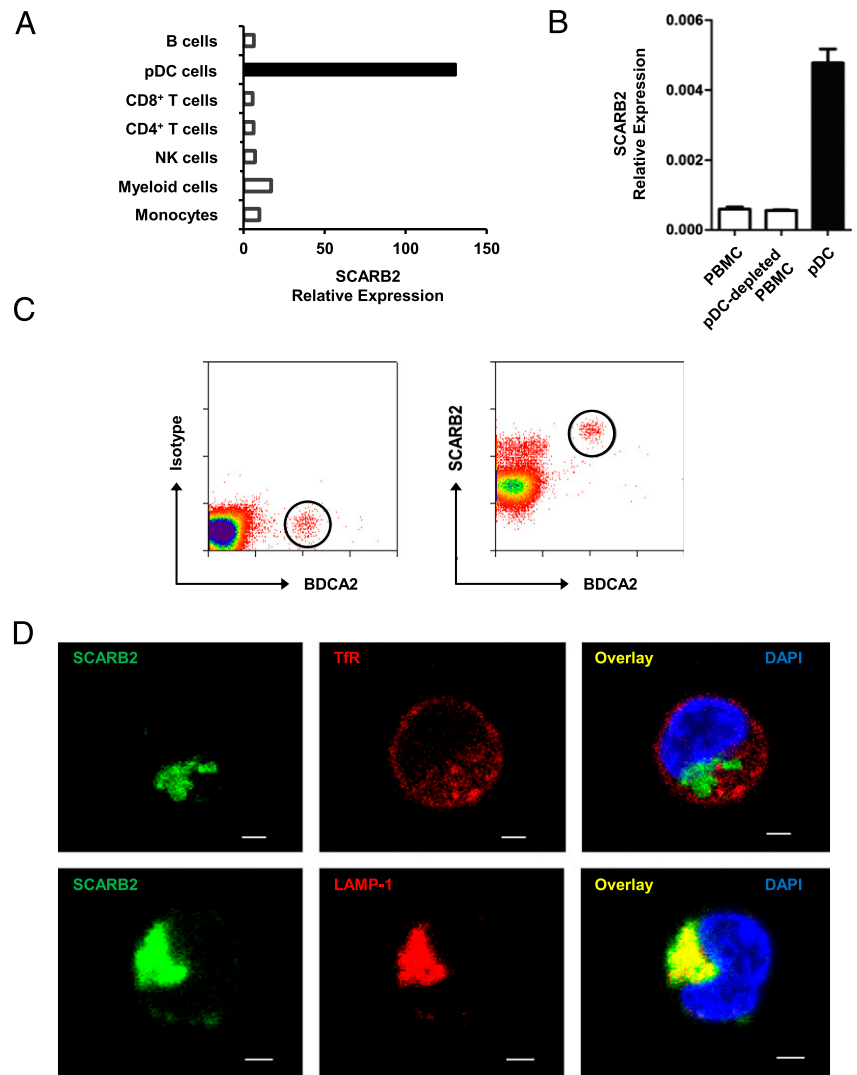 A
B cells
pDC cells
CD8⁺ T cells
CD4⁺ T cells
NK cells
Myeloid cells
Monocytes
0 50 100 150
SCARB2
Relative Expression
B
SCARB2
Relative Expression
0.006
0.004
0.002
0.000
PBMC
pDC-depleted
PBMC
pDC
C
Isotype
BDCA2
SCARB2
BDCA2
D
SCARB2
TfR
Overlay DAPI
SCARB2
LAMP-1
Overlay DAPI